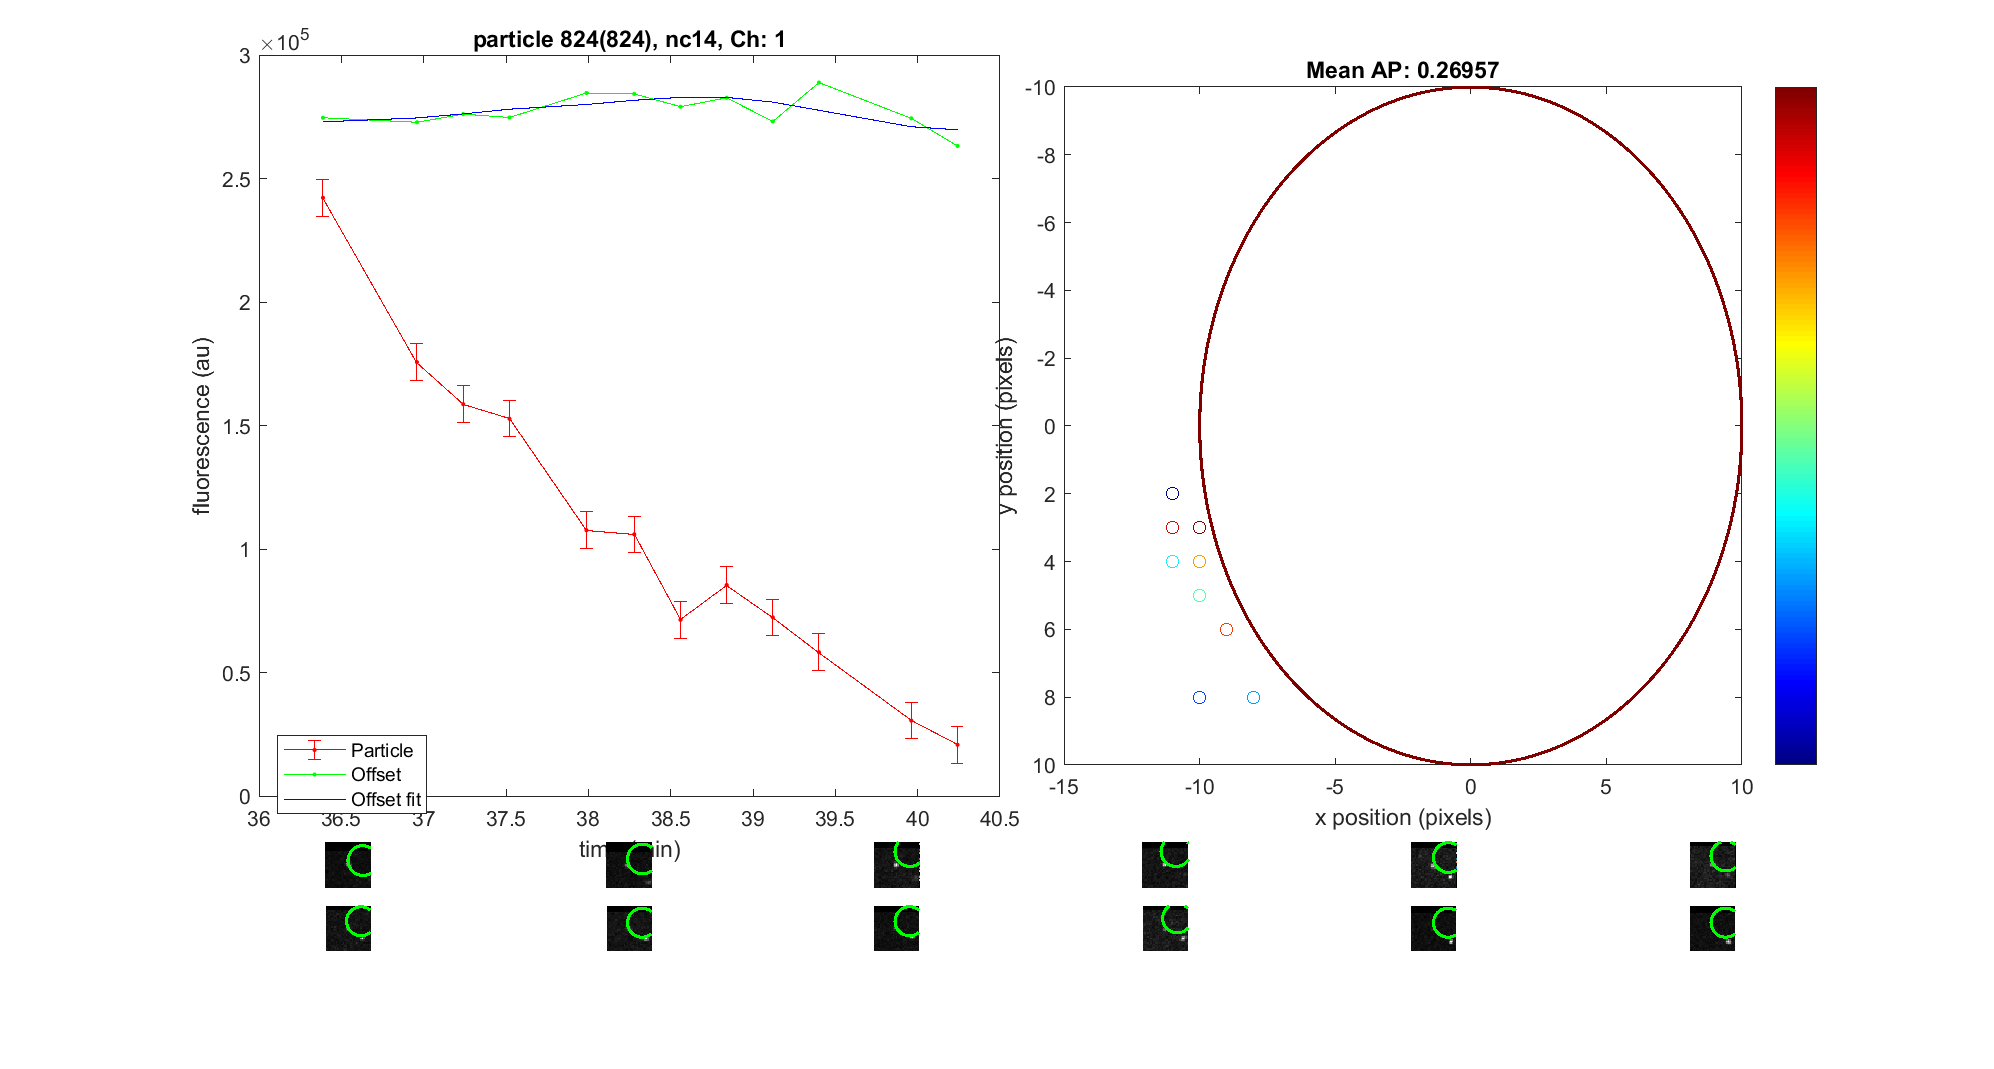 particle 824(824), nc14, Ch: 1
×10⁵
3
2.5
2
1.5
1
0.5
0
fluorescence (au)
Particle
Offset
Offset fit
36 36.5 37 37.5 38 38.5 39 39.5 40 40.5
Mean AP: 0.26957
-10
-8
-6
-4
-2
0
2
4
6
8
10
y position (pixels)
-15 -10 -5 0 5 10
x position (pixels)